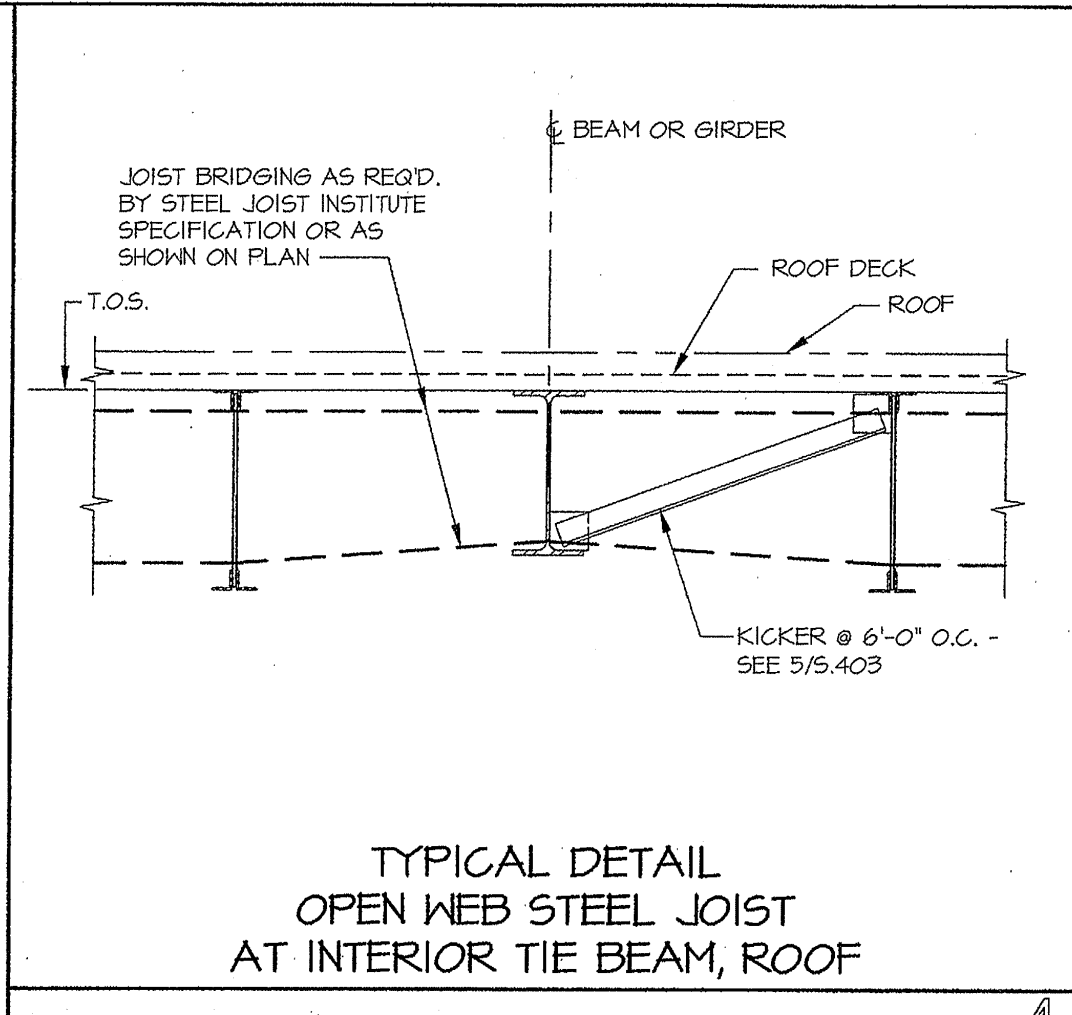 ℄ BEAM OR GIRDER
JOIST BRIDGING AS REQ'D.
BY STEEL JOIST INSTITUTE
SPECIFICATION OR AS
SHOWN ON PLAN
ROOF DECK
T.O.S.
ROOF
KICKER @ 6'-0" O.C. -
SEE 5/S.403
TYPICAL DETAIL
OPEN WEB STEEL JOIST
AT INTERIOR TIE BEAM, ROOF